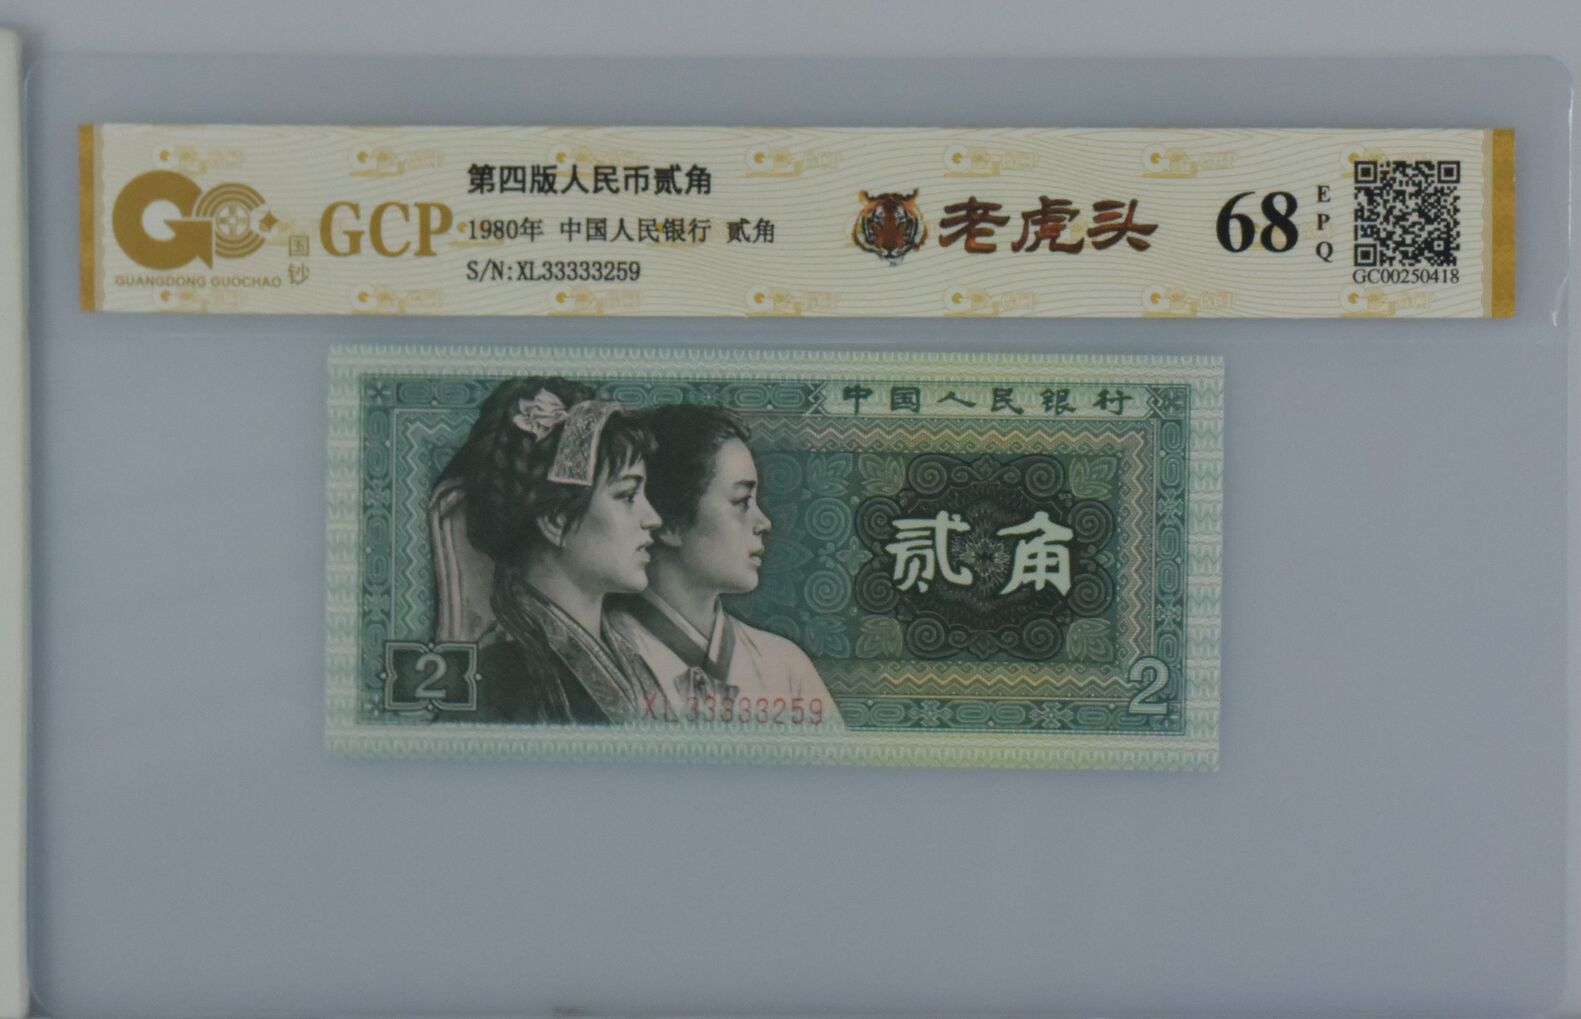 GUANGDONG GUOCHAO
国钞
GCP
第四版人民币贰角
1980年 中国人民银行 贰角
S/N:XL33333259
老虎头
68
EPQ
GC00250418
中国人民银行
贰角
2
2
XL33333259